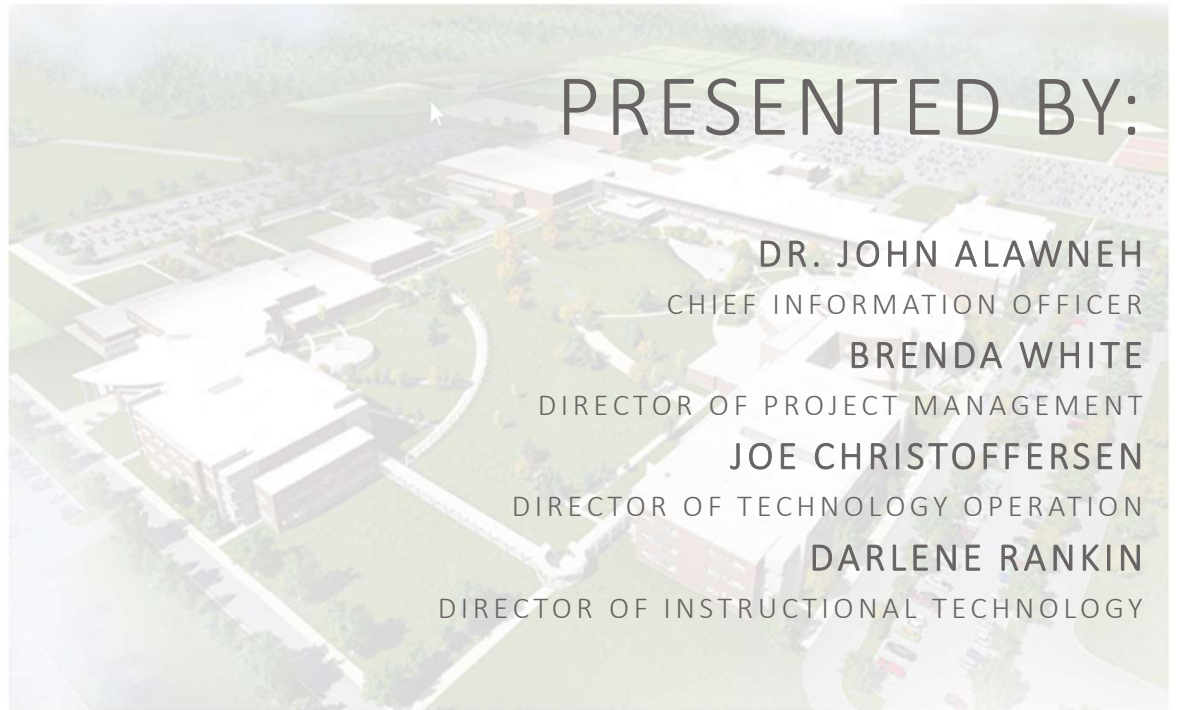 PRESENTED BY:
DR. JOHN ALAWNEH
CHIEF INFORMATION OFFICER
BRENDA WHITE
DIRECTOR OF PROJECT MANAGEMENT
JOE CHRISTOFFERSEN
DIRECTOR OF TECHNOLOGY OPERATION
DARLENE RANKIN
DIRECTOR OF INSTRUCTIONAL TECHNOLOGY